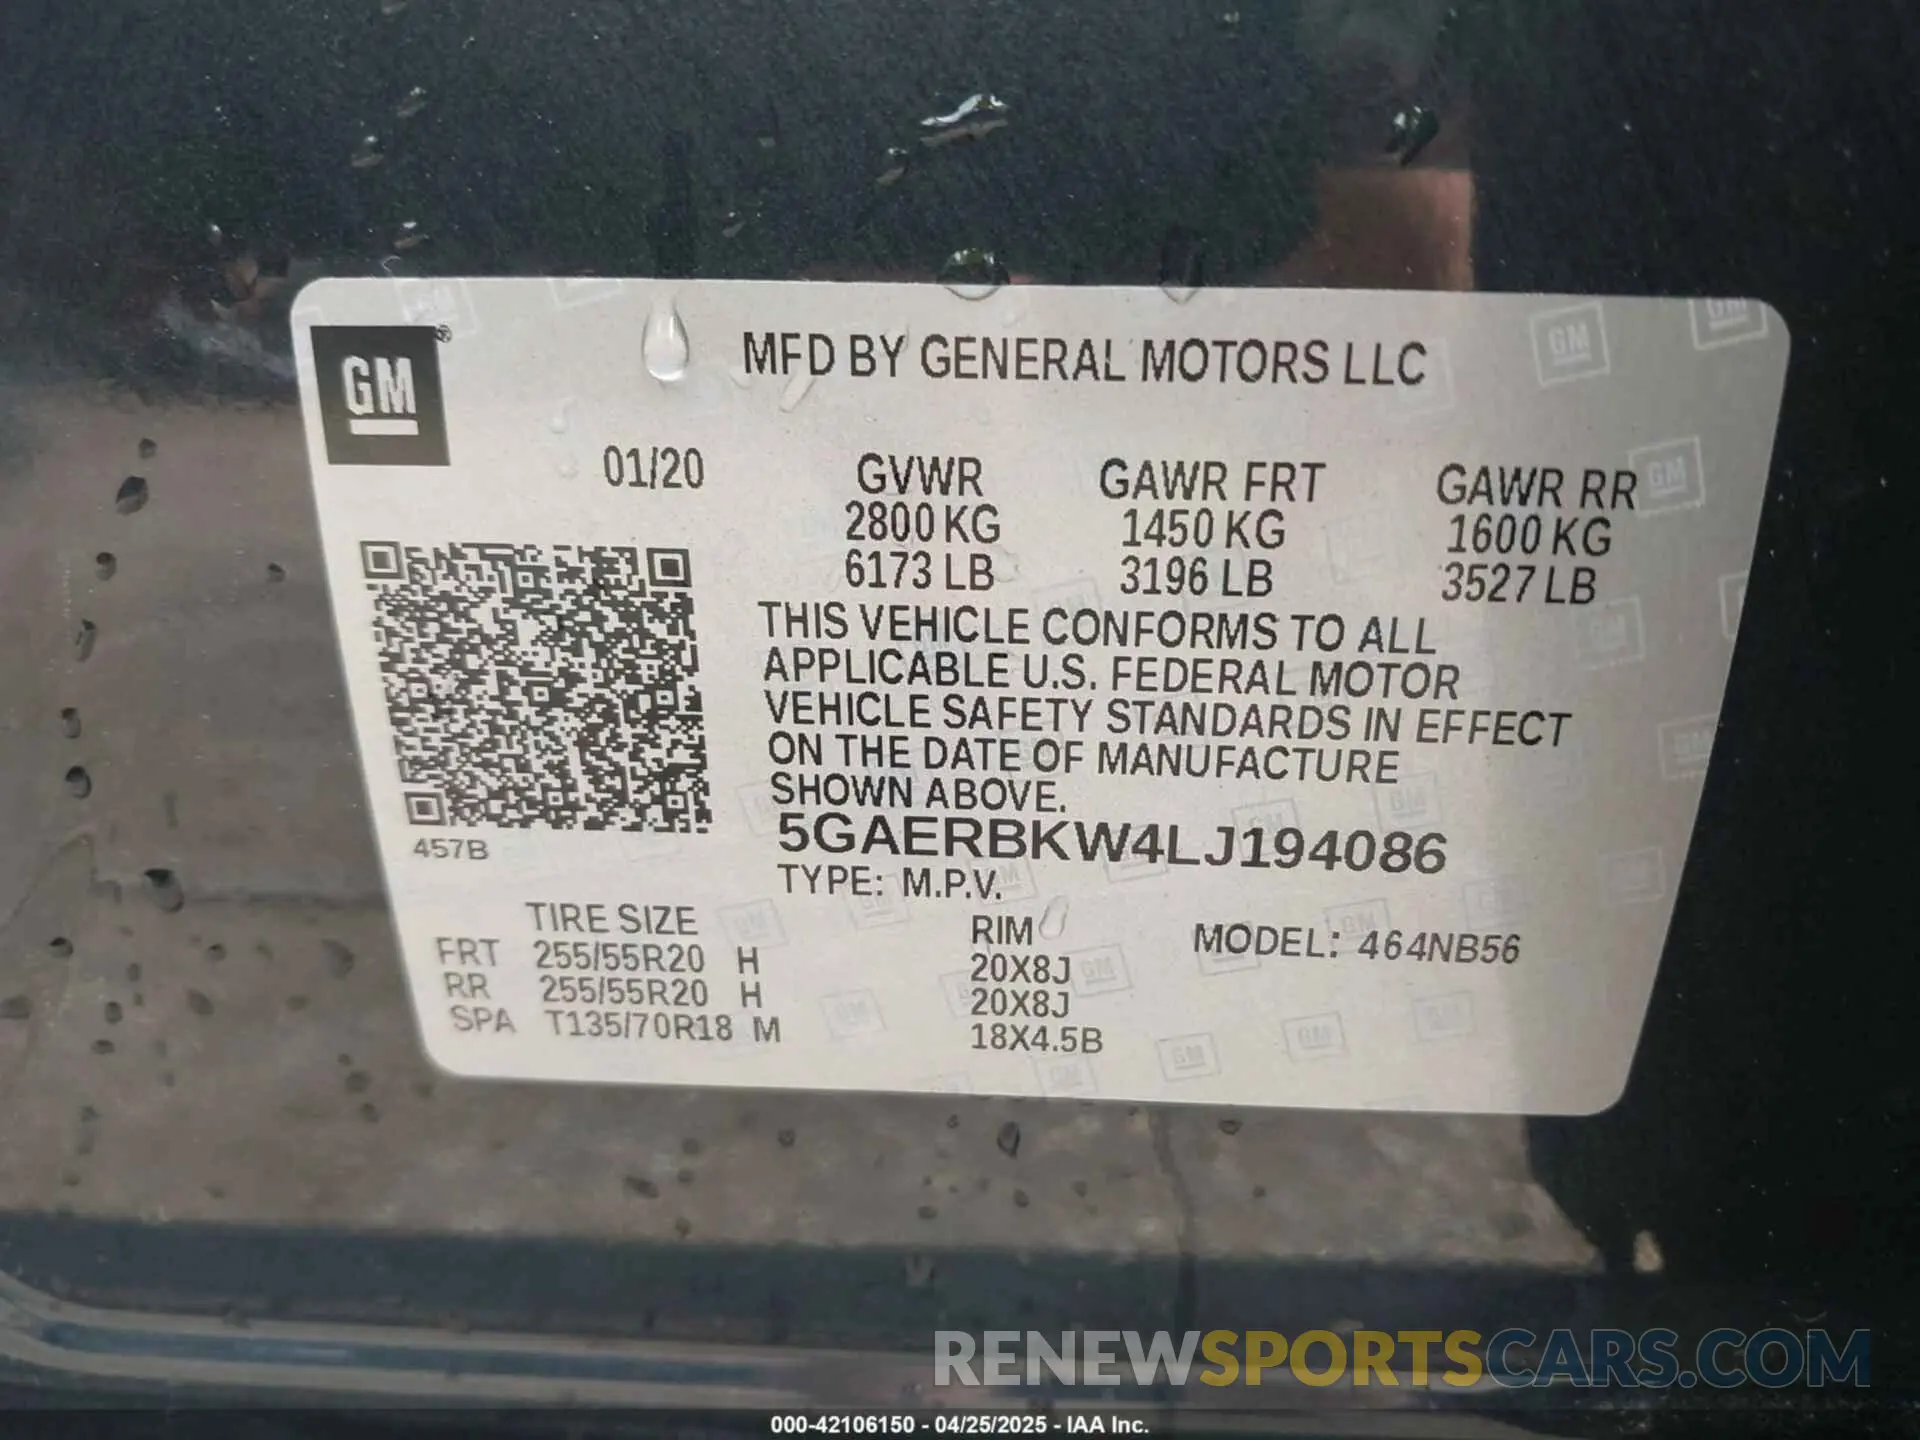 GM®
MFD BY GENERAL MOTORS LLC
01/20 GVWR GAWR FRT GAWR RR
2800 KG 1450 KG 1600 KG
6173 LB 3196 LB 3527 LB
THIS VEHICLE CONFORMS TO ALL
APPLICABLE U.S. FEDERAL MOTOR
VEHICLE SAFETY STANDARDS IN EFFECT
ON THE DATE OF MANUFACTURE
SHOWN ABOVE.
5GAERBKW4LJ194086
457B
TYPE: M.P.V.
TIRE SIZE RIM MODEL: 464NB56
FRT 255/55R20 H 20X8J
RR 255/55R20 H 20X8J
SPA T135/70R18 M 18X4.5B
RENEWSPORTSCARS.COM
000-42106150 - 04/25/2025 - IAA Inc.